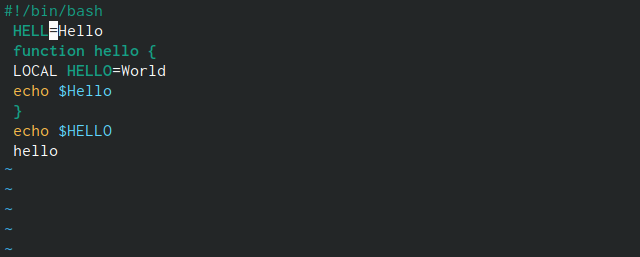 #!/bin/bash
HELL=Hello
function hello {
LOCAL HELLO=World
echo $Hello
}
echo $HELLO
hello
~
~
~
~
~